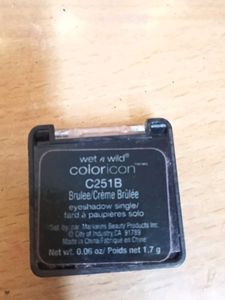 wet n wild®
coloricon™
C251B
Brulee/Crème Brûlée
eyeshadow single/
fard à paupières solo
Dist. by/ par: Markwins Beauty Products Inc.
City of Industry, CA 91789
Made in China/Fabriqué en Chine
Net wt. 0.06 oz/ Poids net 1.7 g